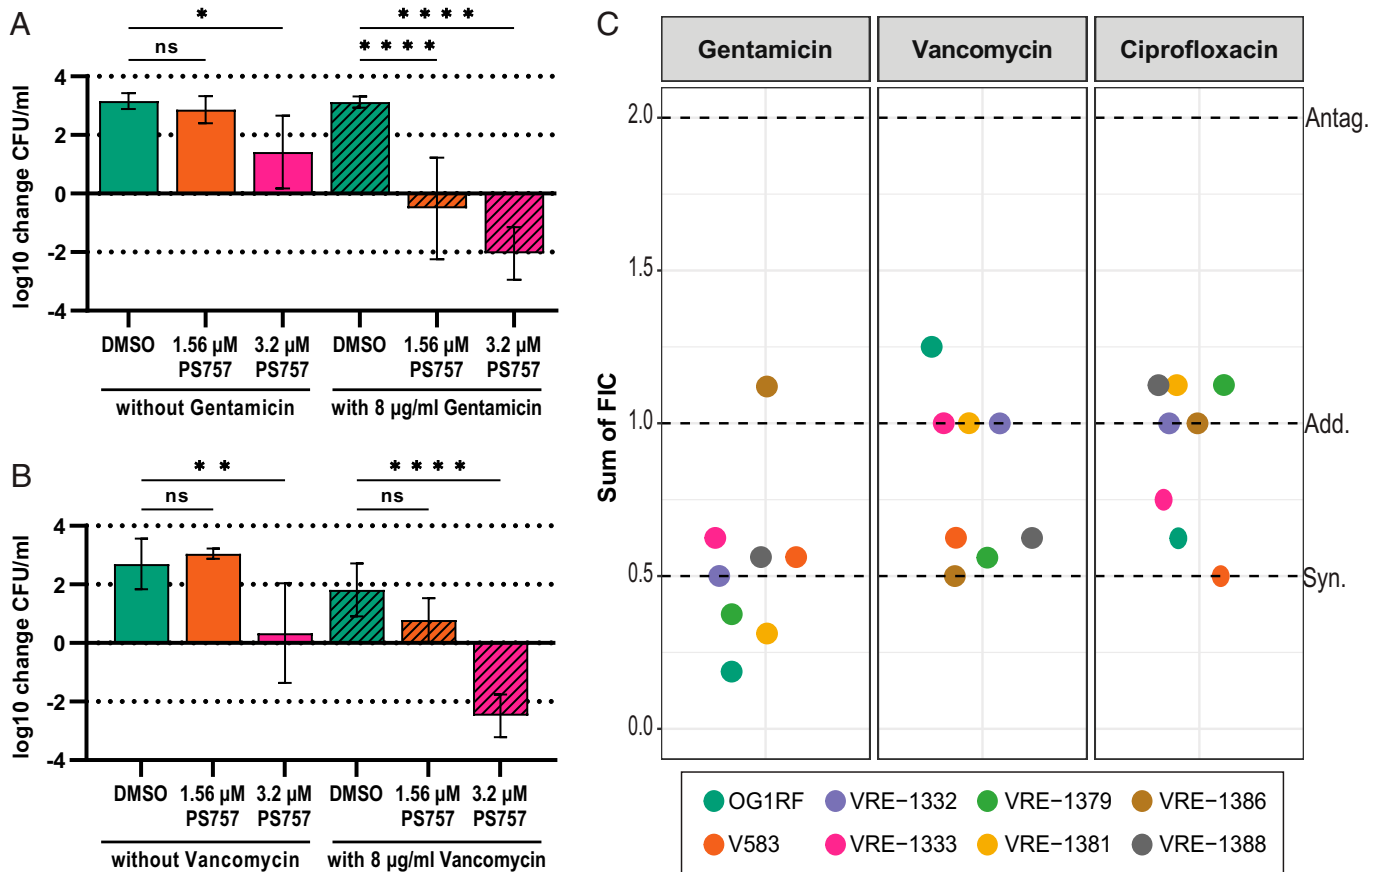 A
*
* * * *
ns
* * * *
4
2
0
-2
-4
log10 change CFU/ml
DMSO
1.56 µM
PS757
3.2 µM
PS757
DMSO
1.56 µM
PS757
3.2 µM
PS757
without Gentamicin
with 8 µg/ml Gentamicin
B
* *
* * * *
ns
ns
4
2
0
-2
-4
log10 change CFU/ml
DMSO
1.56 µM
PS757
3.2 µM
PS757
DMSO
1.56 µM
PS757
3.2 µM
PS757
without Vancomycin
with 8 µg/ml Vancomycin
C
Gentamicin
Vancomycin
Ciprofloxacin
2.0
1.5
1.0
0.5
0.0
Sum of FIC
Antag.
Add.
Syn.
OG1RF
VRE−1332
VRE−1379
VRE−1386
V583
VRE−1333
VRE−1381
VRE−1388